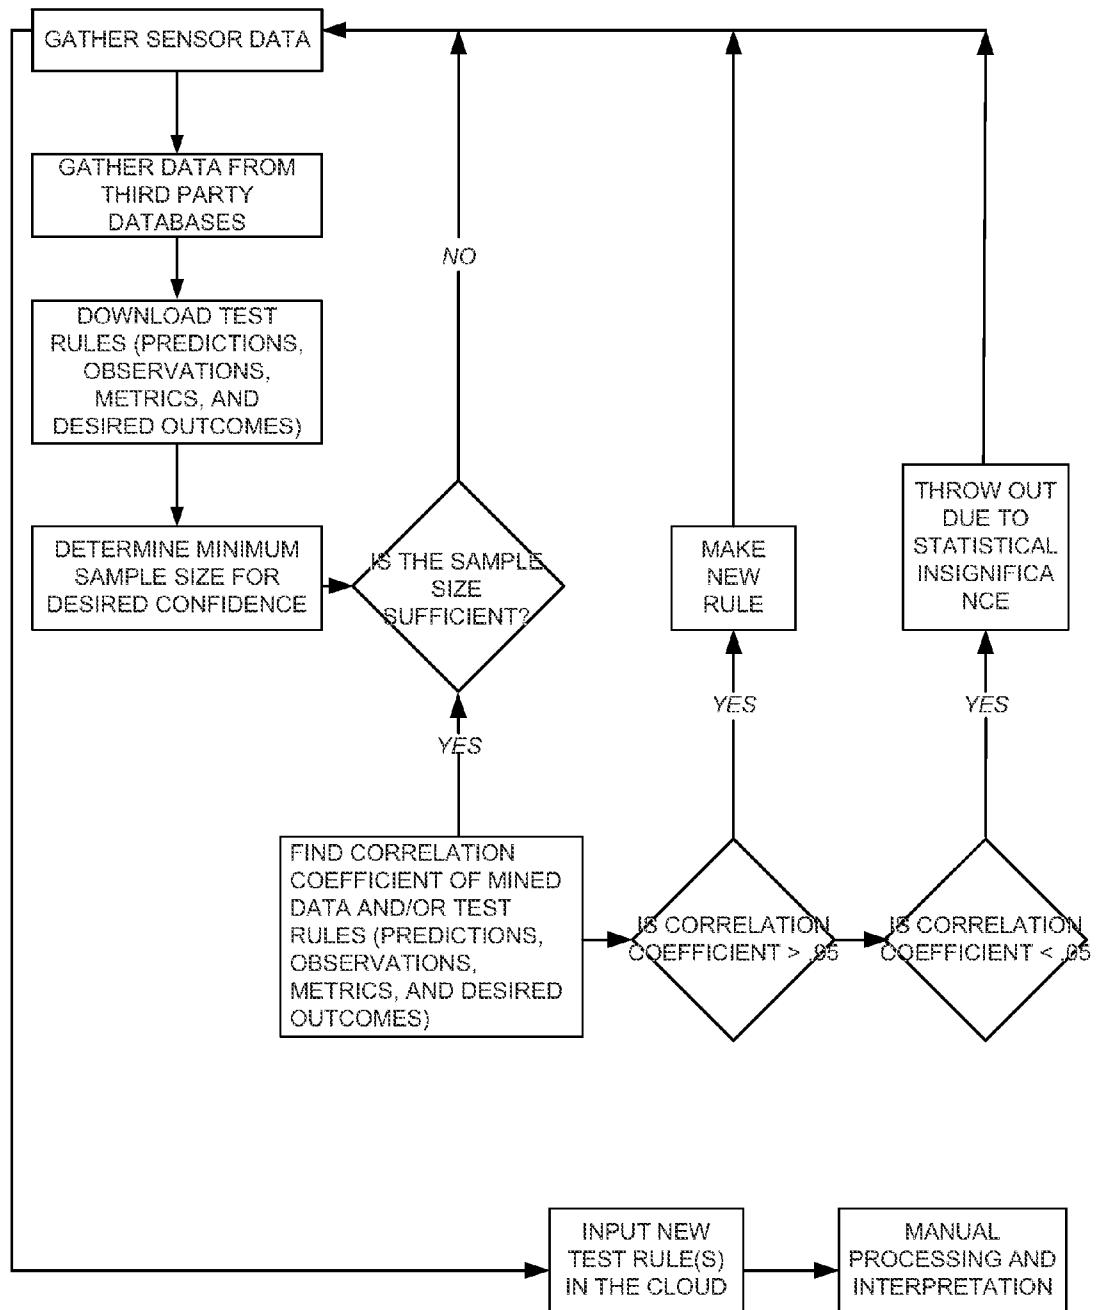 GATHER SENSOR DATA
GATHER DATA FROM
THIRD PARTY
DATABASES
NO
DOWNLOAD TEST
RULES (PREDICTIONS,
OBSERVATIONS,
METRICS, AND
DESIRED OUTCOMES)
DETERMINE MINIMUM
SAMPLE SIZE FOR
DESIRED CONFIDENCE
IS THE SAMPLE
SIZE
SUFFICIENT?
MAKE
NEW
RULE
THROW OUT
DUE TO
STATISTICAL
INSIGNIFICA
NCE
YES
YES
YES
FIND CORRELATION
COEFFICIENT OF MINED
DATA AND/OR TEST
RULES (PREDICTIONS,
OBSERVATIONS,
METRICS, AND DESIRED
OUTCOMES)
IS CORRELATION
COEFFICIENT > .95
IS CORRELATION
COEFFICIENT < .05
INPUT NEW
TEST RULE(S)
IN THE CLOUD
MANUAL
PROCESSING AND
INTERPRETATION